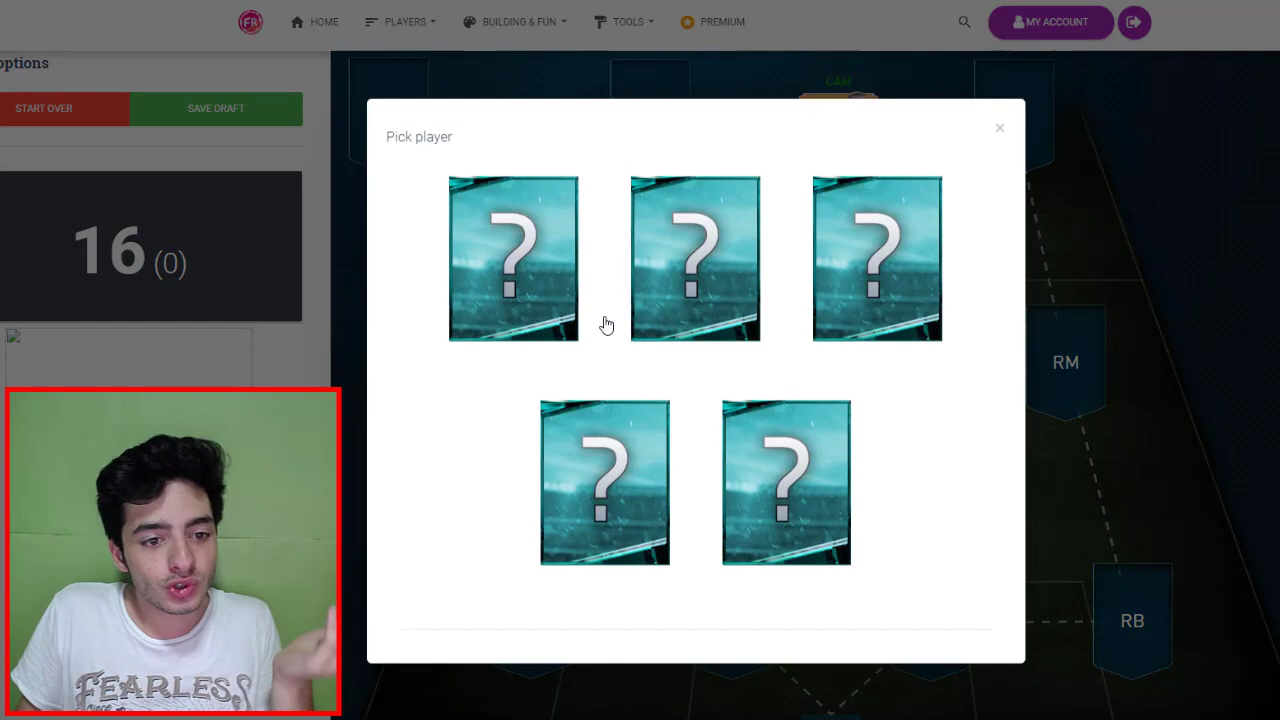 FR
HOME
PLAYERS
BUILDING & FUN
TOOLS
PREMIUM
MY ACCOUNT
options
START OVER
SAVE DRAFT
CAM
Pick player
×
16 (0)
?
?
?
RM
?
?
RB
FEARLESS